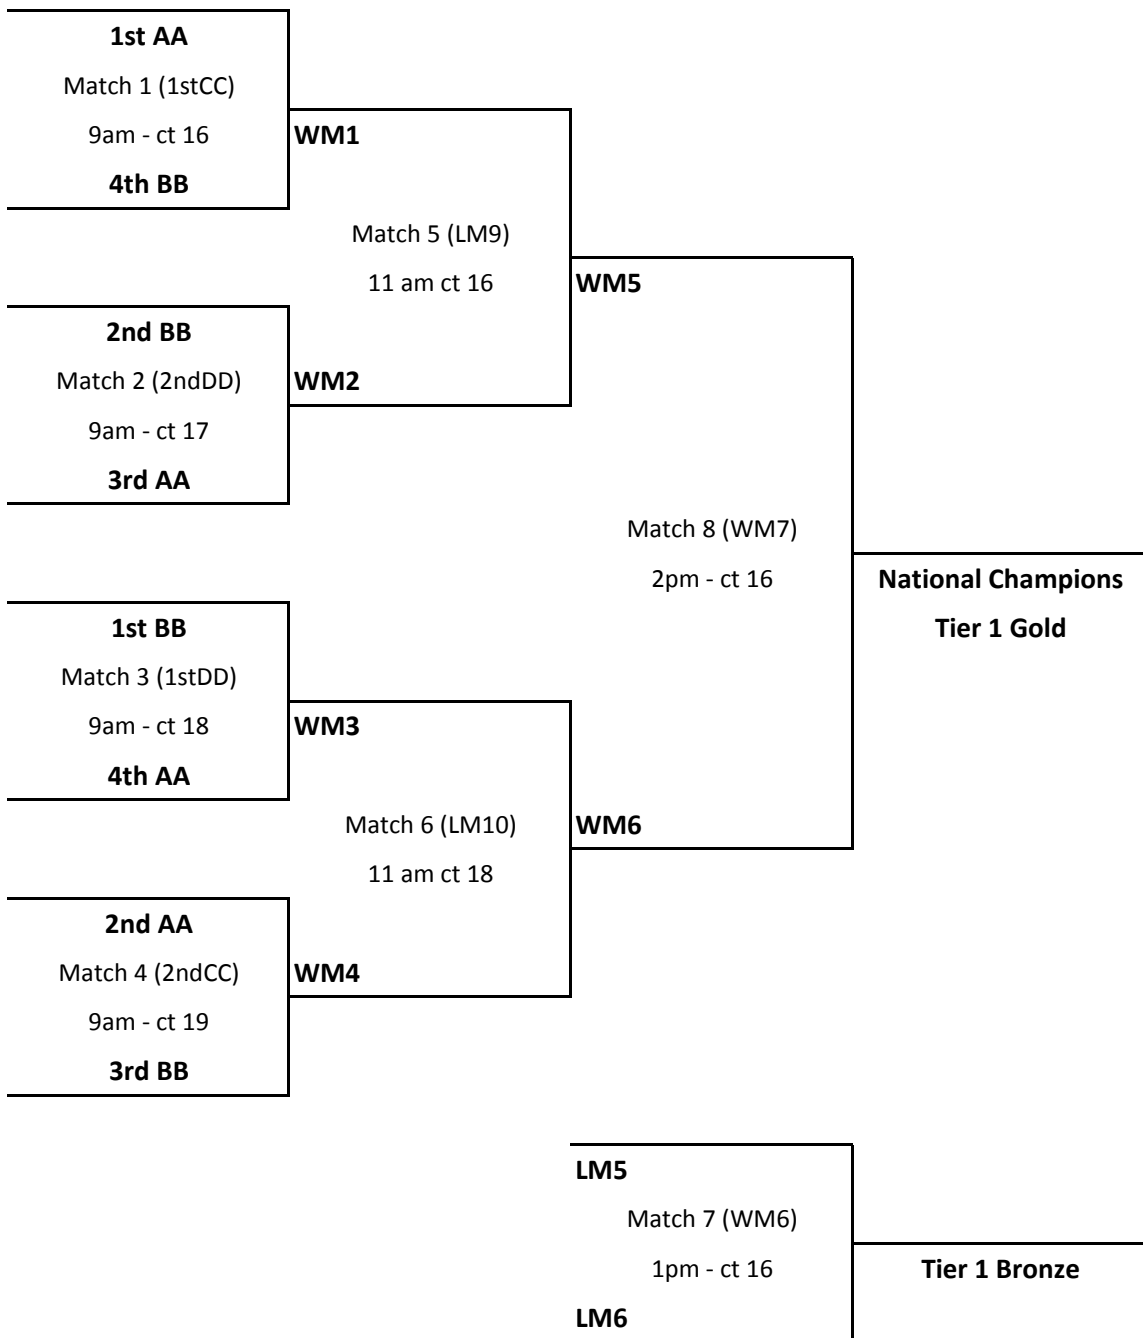 1st AA
Match 1 (1stCC)
9am - ct 16
WM1
4th BB
Match 5 (LM9)
11 am ct 16
WM5
2nd BB
Match 2 (2ndDD)
WM2
9am - ct 17
3rd AA
Match 8 (WM7)
2pm - ct 16
National Champions
Tier 1 Gold
1st BB
Match 3 (1stDD)
9am - ct 18
WM3
4th AA
Match 6 (LM10)
WM6
11 am ct 18
2nd AA
Match 4 (2ndCC)
WM4
9am - ct 19
3rd BB
LM5
Match 7 (WM6)
1pm - ct 16
Tier 1 Bronze
LM6